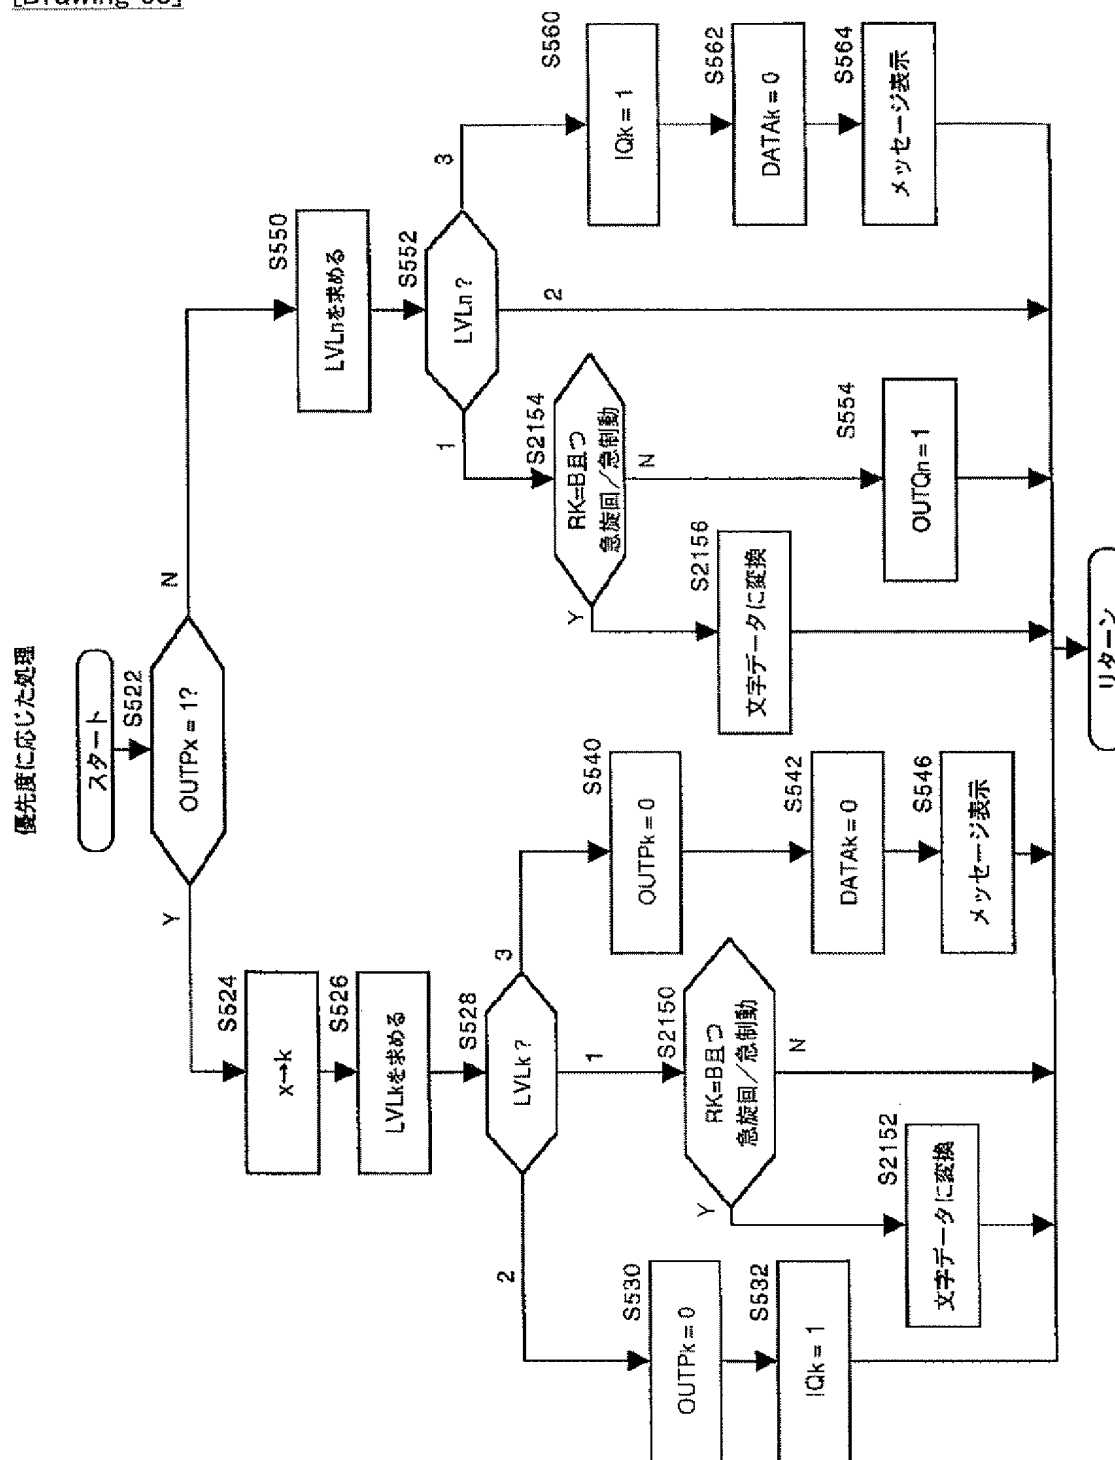 優先度に応じた処理
スタート
S522
OUTPx = 1?
Y
N
S524
x→k
S526
LVLkを求める
S528
LVLk ?
2
1
3
S530
OUTPk = 0
S532
IQk = 1
S2150
RK=B且つ
急旋回/急制動
Y
N
S2152
文字データに変換
S540
OUTPk = 0
S542
DATAk = 0
S546
メッセージ表示
S550
LVLnを求める
S552
LVLn ?
1
2
3
S2154
RK=B且つ
急旋回/急制動
Y
N
S2156
文字データに変換
S554
OUTQn = 1
S560
IQk = 1
S562
DATAk = 0
S564
メッセージ表示
リターン